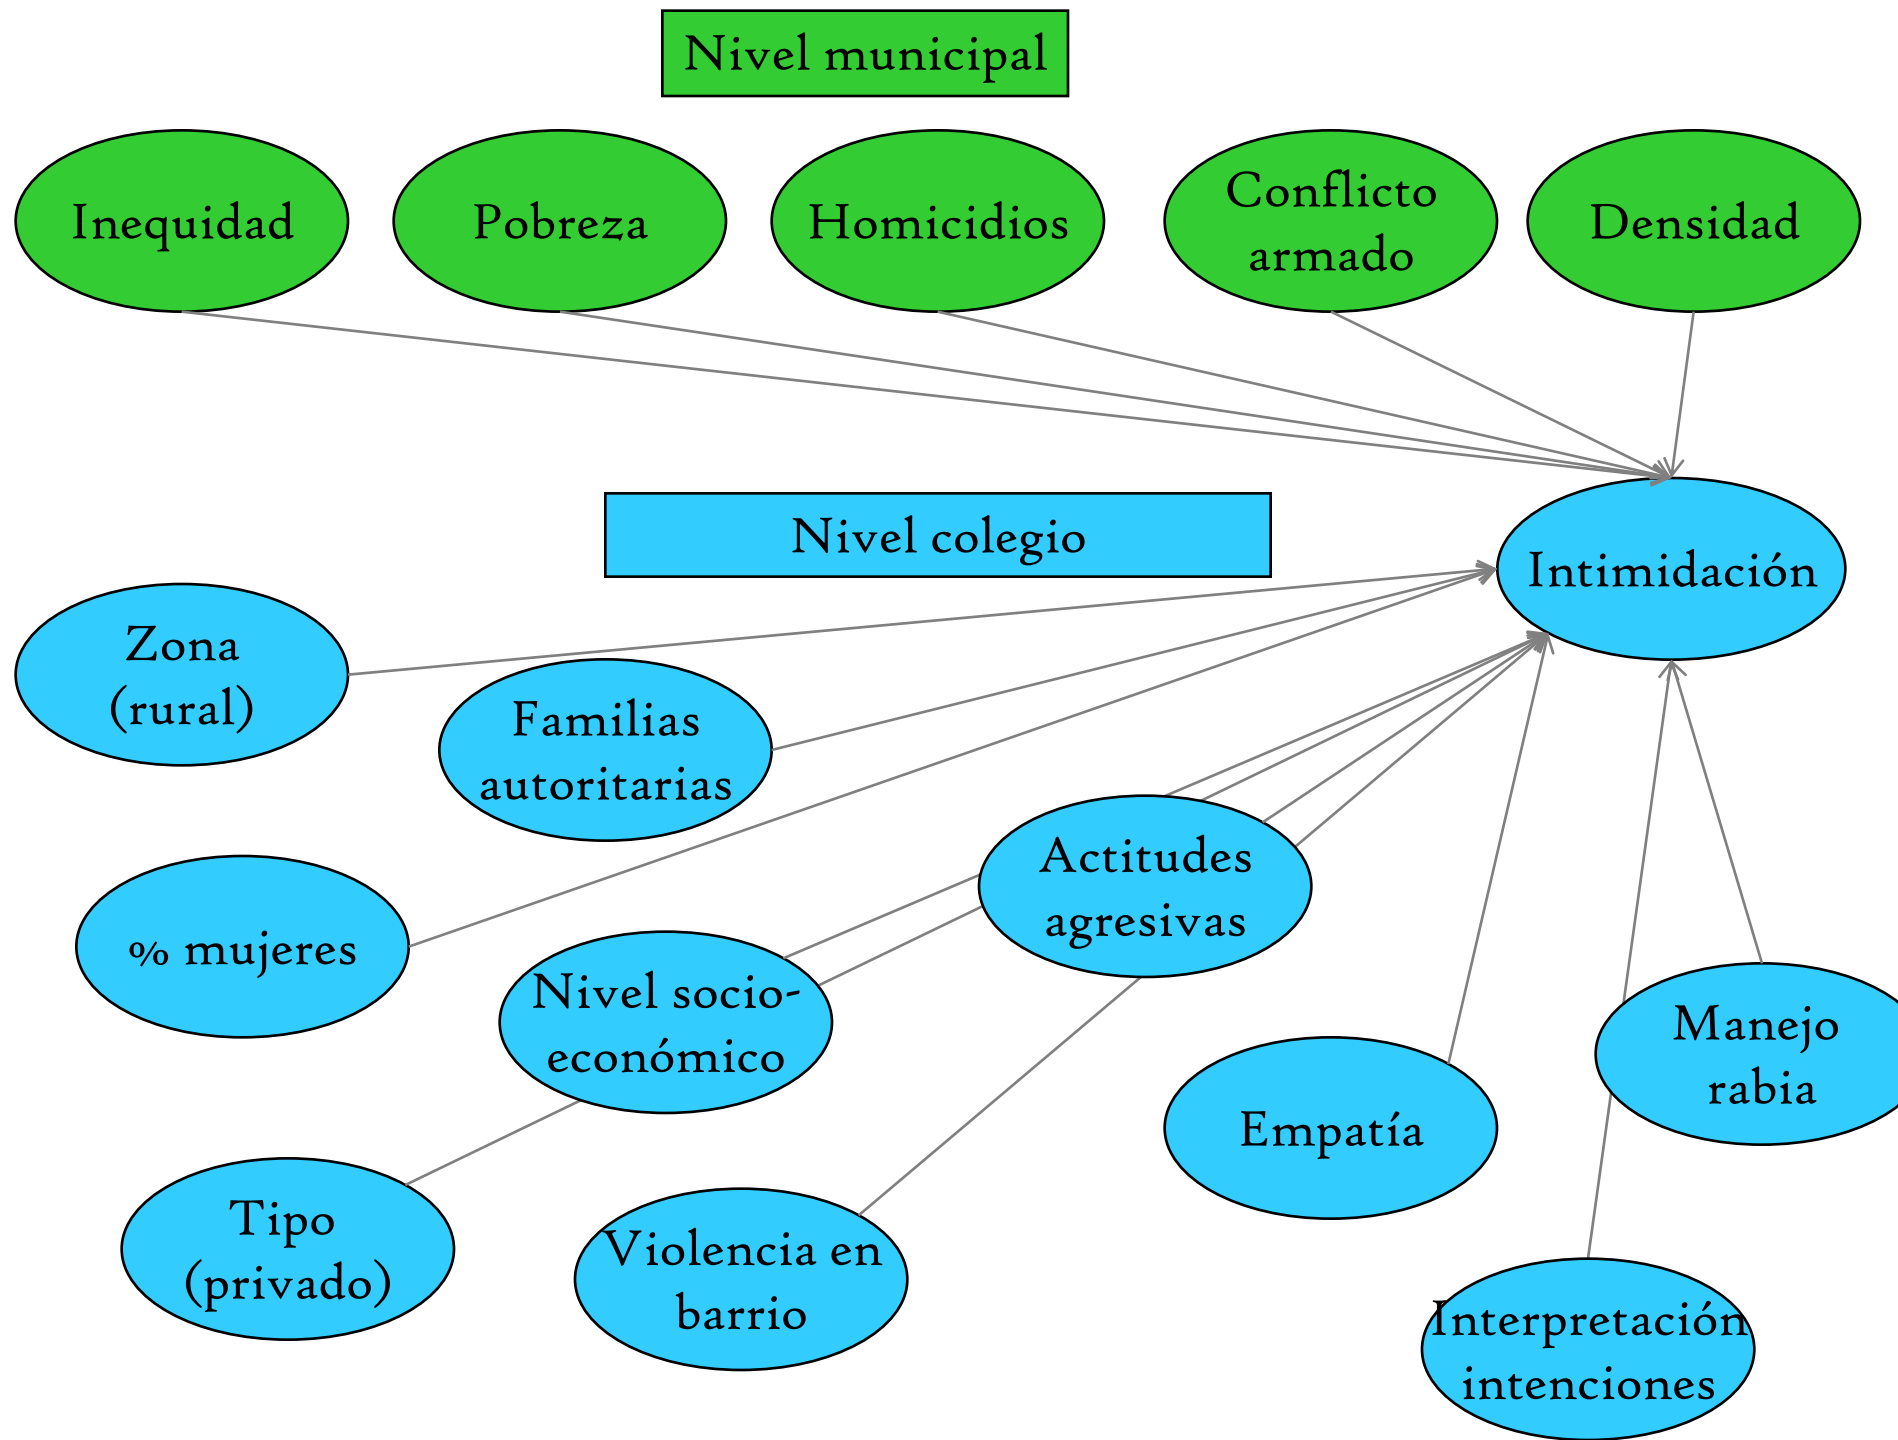 Nivel municipal
Inequidad
Pobreza
Homicidios
Conflicto
armado
Densidad
Nivel colegio
Intimidación
Zona
(rural)
Familias
autoritarias
Actitudes
agresivas
% mujeres
Nivel socio-
económico
Manejo
rabia
Empatía
Tipo
(privado)
Violencia en
barrio
Interpretación
intenciones